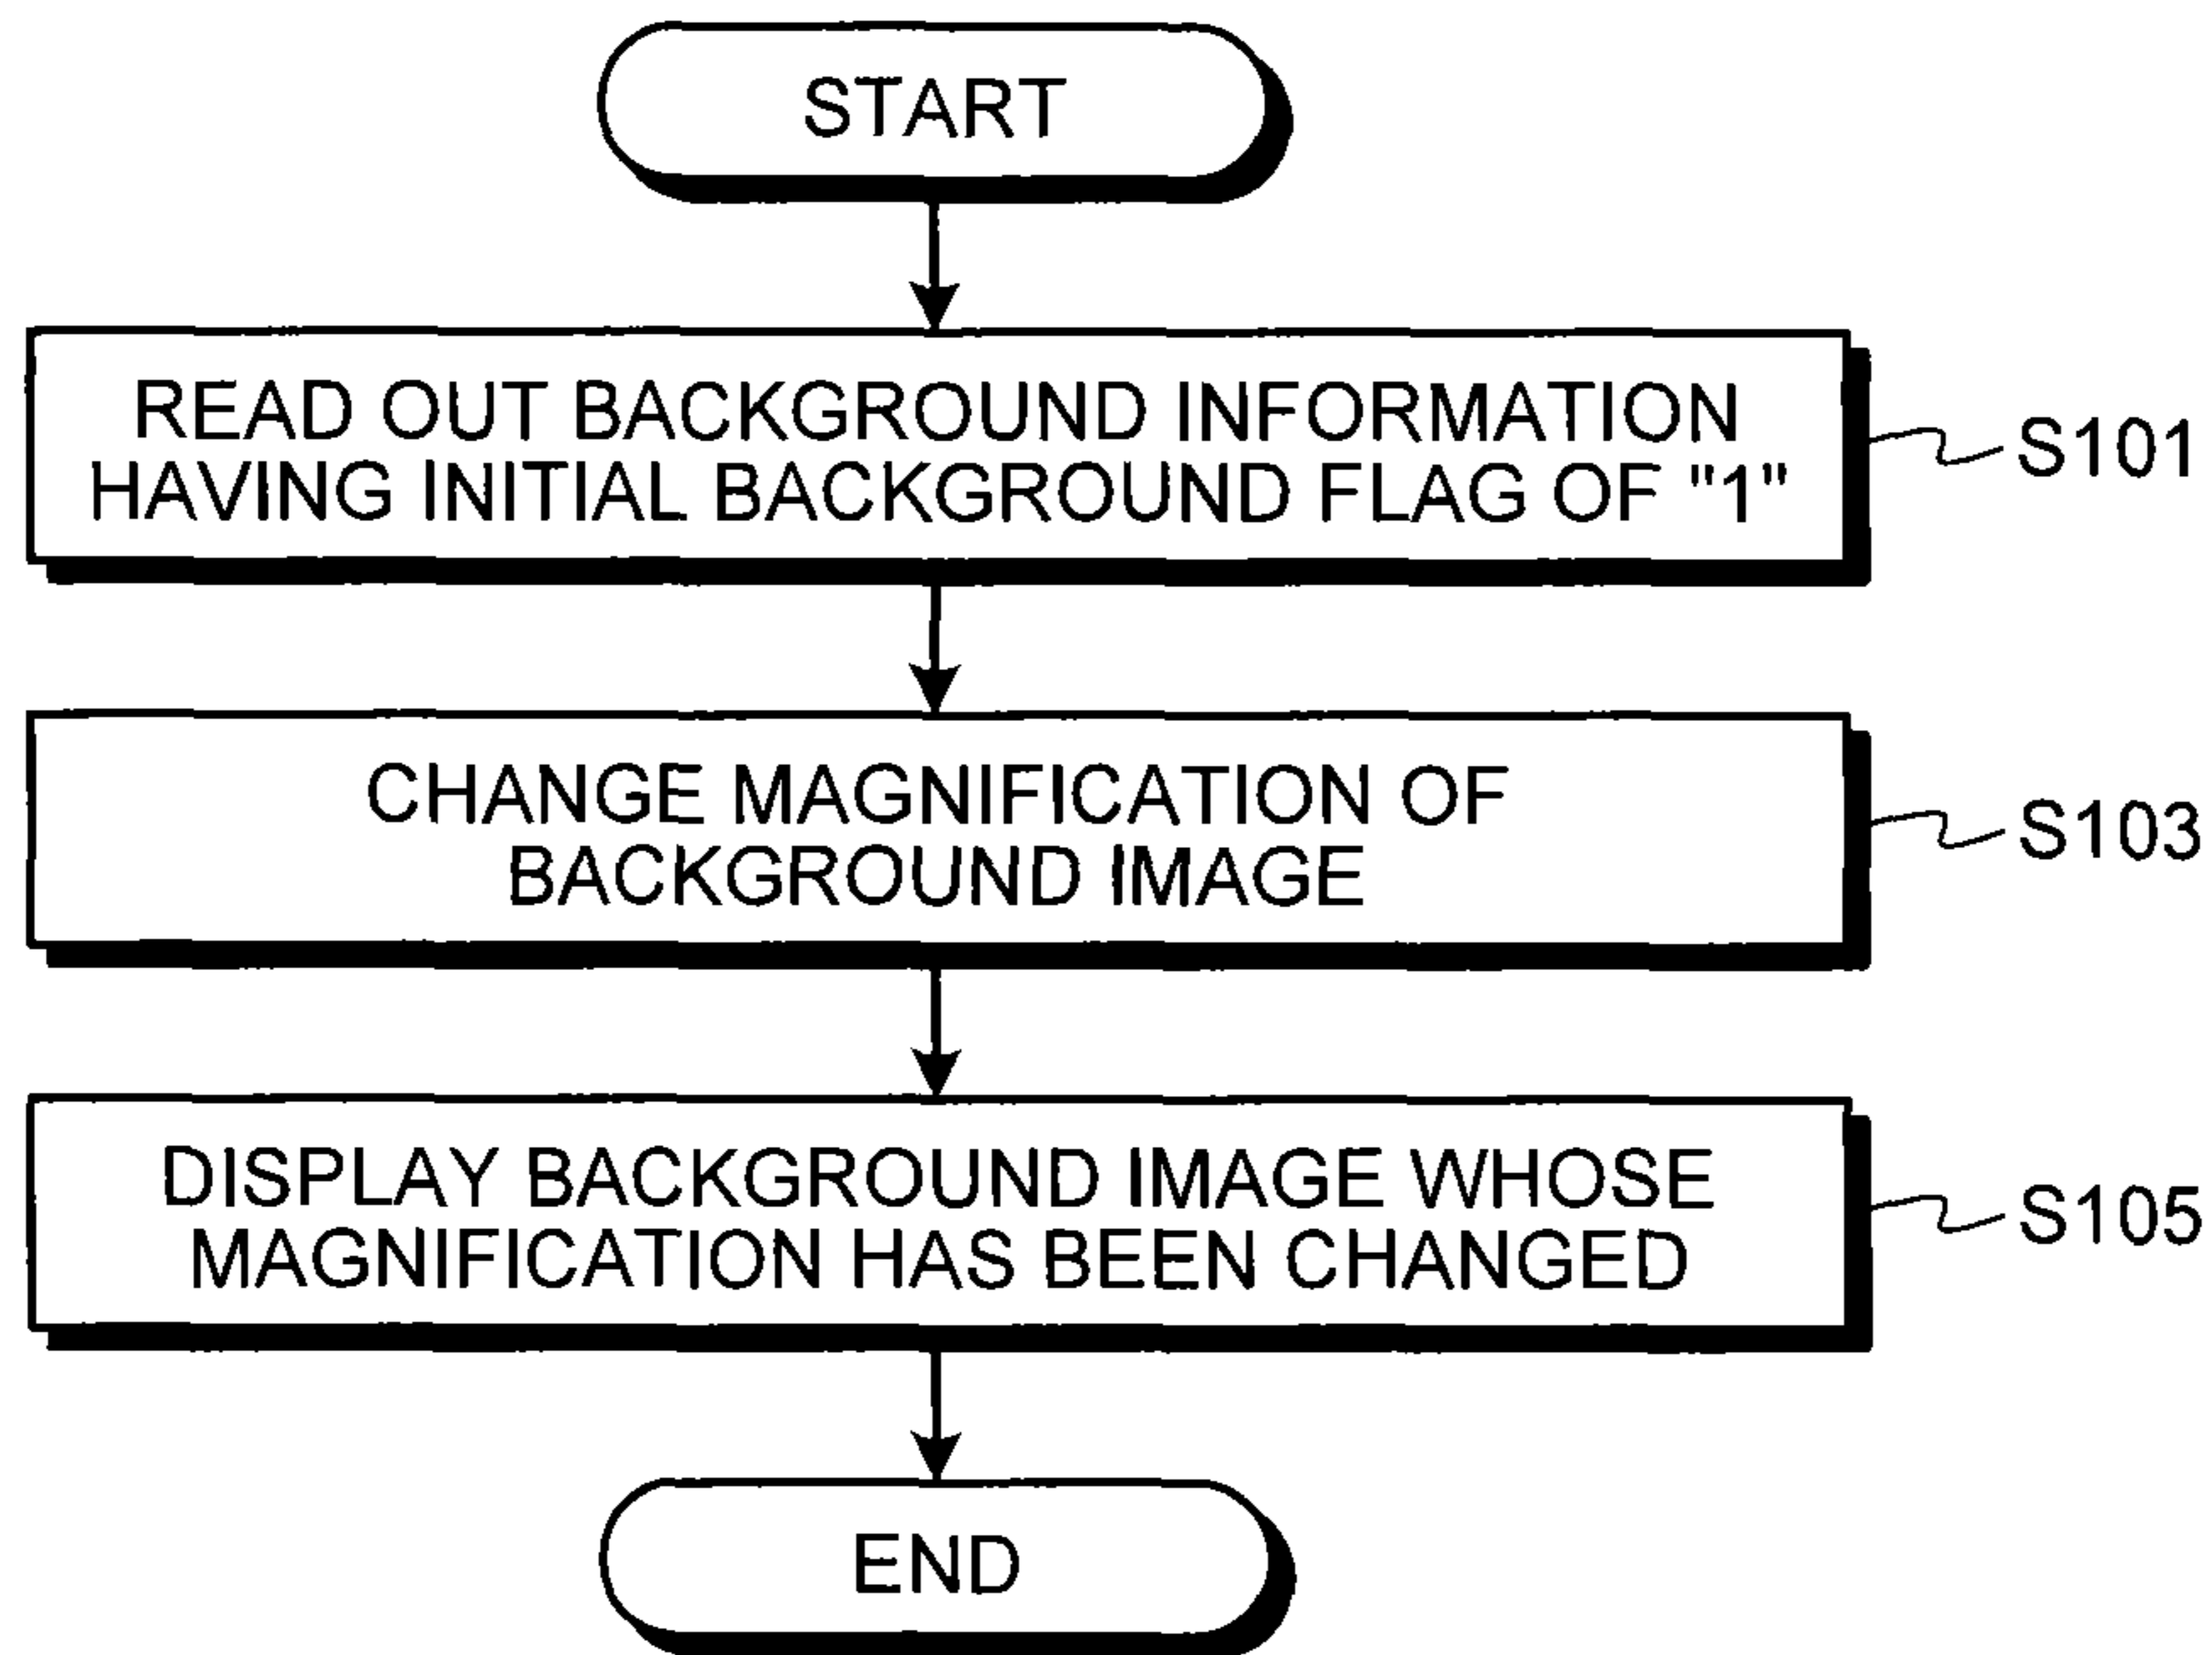 START
READ OUT BACKGROUND INFORMATION
HAVING INITIAL BACKGROUND FLAG OF "1"
S101
CHANGE MAGNIFICATION OF
BACKGROUND IMAGE
S103
DISPLAY BACKGROUND IMAGE WHOSE
MAGNIFICATION HAS BEEN CHANGED
S105
END